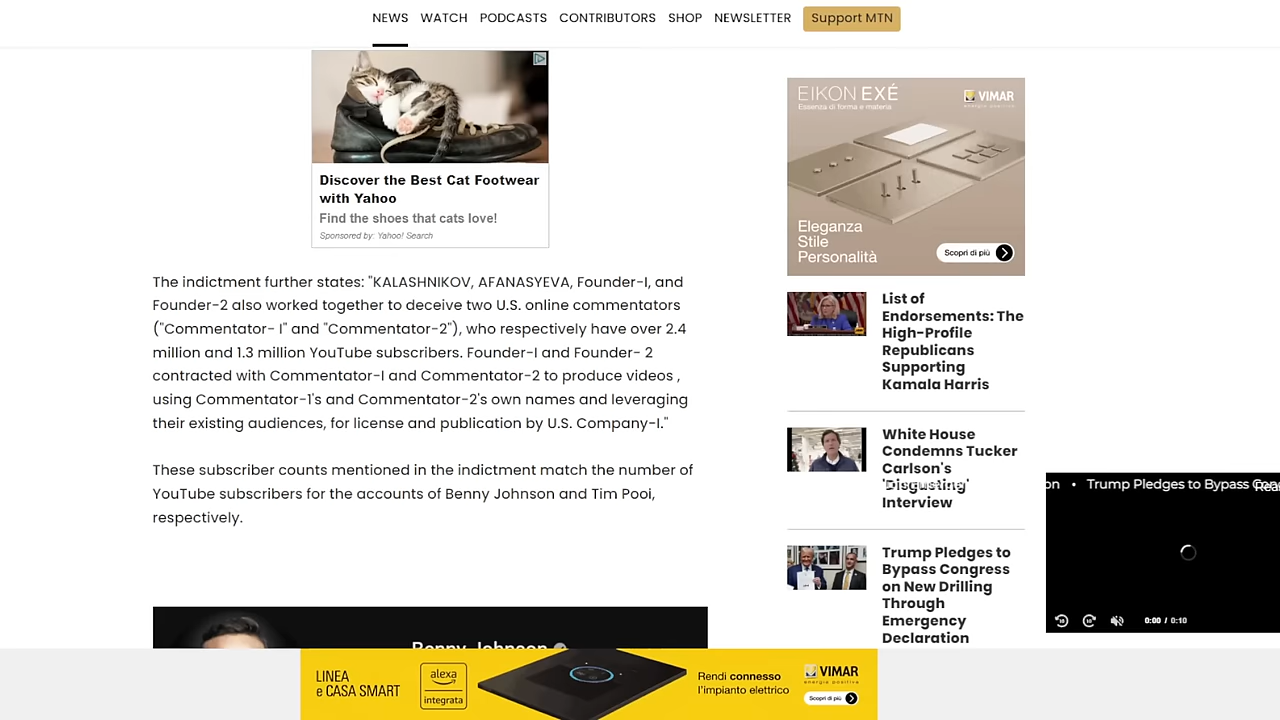 NEWS WATCH PODCASTS CONTRIBUTORS SHOP NEWSLETTER Support MTN
Discover the Best Cat Footwear
with Yahoo
Find the shoes that cats love!
Sponsored by: Yahoo! Search
The indictment further states: "KALASHNIKOV, AFANASYEVA, Founder-I, and
Founder-2 also worked together to deceive two U.S. online commentators
("Commentator- I" and "Commentator-2"), who respectively have over 2.4
million and 1.3 million YouTube subscribers. Founder-I and Founder- 2
contracted with Commentator-I and Commentator-2 to produce videos ,
using Commentator-1's and Commentator-2's own names and leveraging
their existing audiences, for license and publication by U.S. Company-I."
These subscriber counts mentioned in the indictment match the number of
YouTube subscribers for the accounts of Benny Johnson and Tim Pooi,
respectively.
Benny Johnson
EIKON EXÉ
Essenza di forma e materia
VIMAR
energia positiva
Eleganza
Stile
Personalità
Scopri di più
List of
Endorsements: The
High-Profile
Republicans
Supporting
Kamala Harris
White House
Condemns Tucker
Carlson's
'Disgusting'
Interview
Trump Pledges to
Bypass Congress
on New Drilling
Through
Emergency
Declaration
on • Trump Pledges to Bypass Cong
Rea
10 10 0:00 / 0:10
LINEA
e CASA SMART
alexa
integrata
Rendi connesso
l'impianto elettrico
VIMAR
energia positiva
Scopri di più